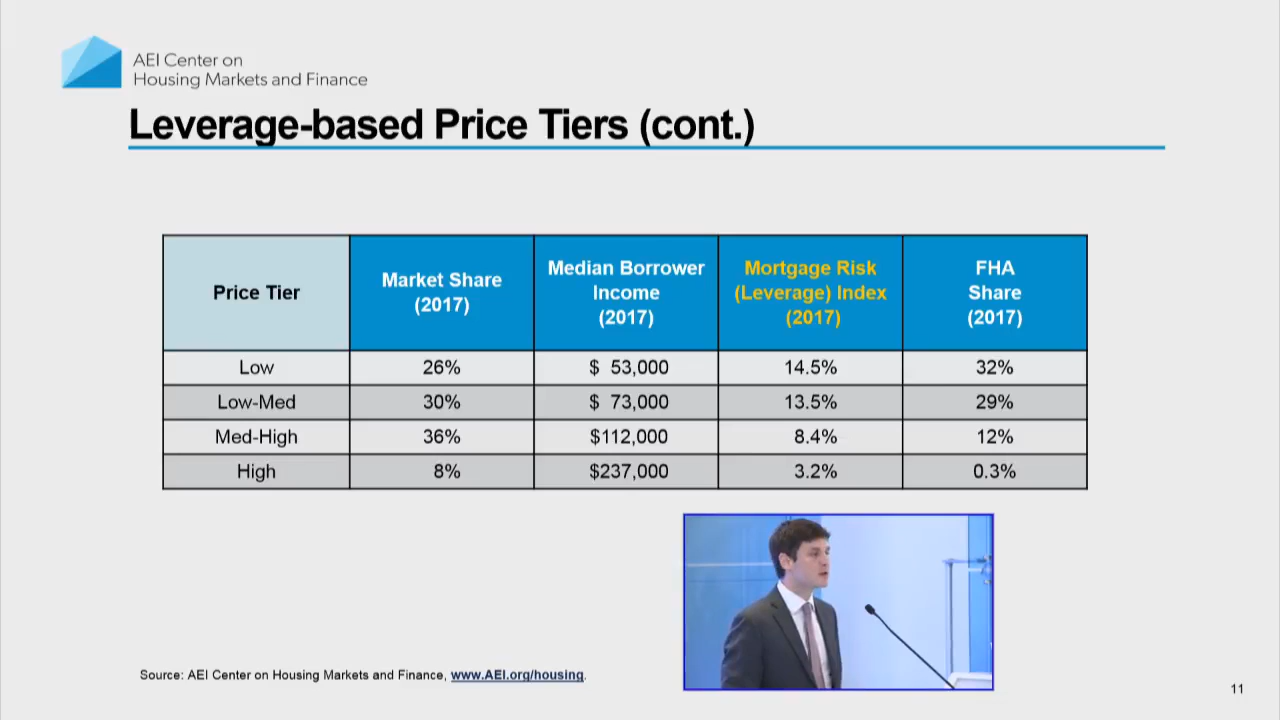 AEI Center on
Housing Markets and Finance
Leverage-based Price Tiers (cont.)
Price Tier
Market Share
(2017)
Median Borrower
Income
(2017)
Mortgage Risk
(Leverage) Index
(2017)
FHA
Share
(2017)
Low 26% $ 53,000 14.5% 32%
Low-Med 30% $ 73,000 13.5% 29%
Med-High 36% $112,000 8.4% 12%
High 8% $237,000 3.2% 0.3%
Source: AEI Center on Housing Markets and Finance, www.AEI.org/housing.
11